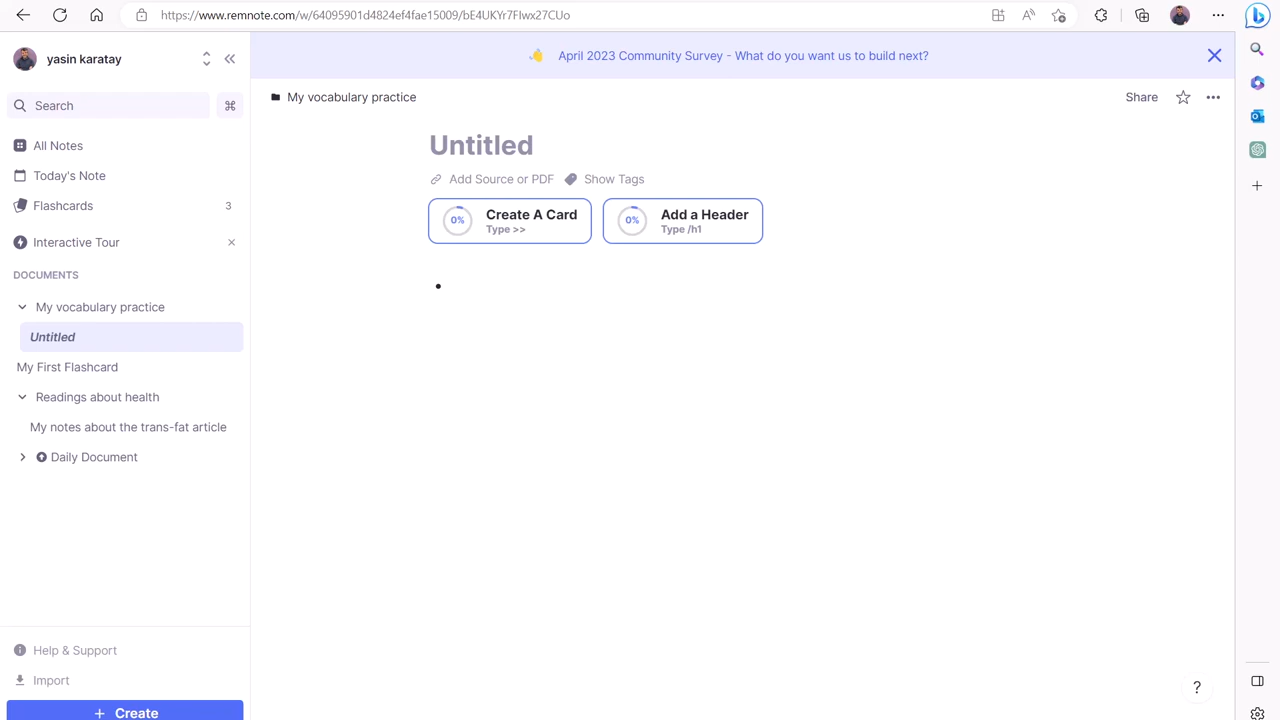 https://www.remnote.com/w/64095901d4824ef4fae15009/bE4UKYr7FIwx27CUo
yasin karatay
April 2023 Community Survey - What do you want us to build next?
Search
My vocabulary practice
Share
All Notes
Untitled
Today's Note
Add Source or PDF
Show Tags
Flashcards
3
0%
Create A Card
Type >>
0%
Add a Header
Type /h1
Interactive Tour
DOCUMENTS
My vocabulary practice
Untitled
My First Flashcard
Readings about health
My notes about the trans-fat article
Daily Document
Help & Support
Import
?
+ Create